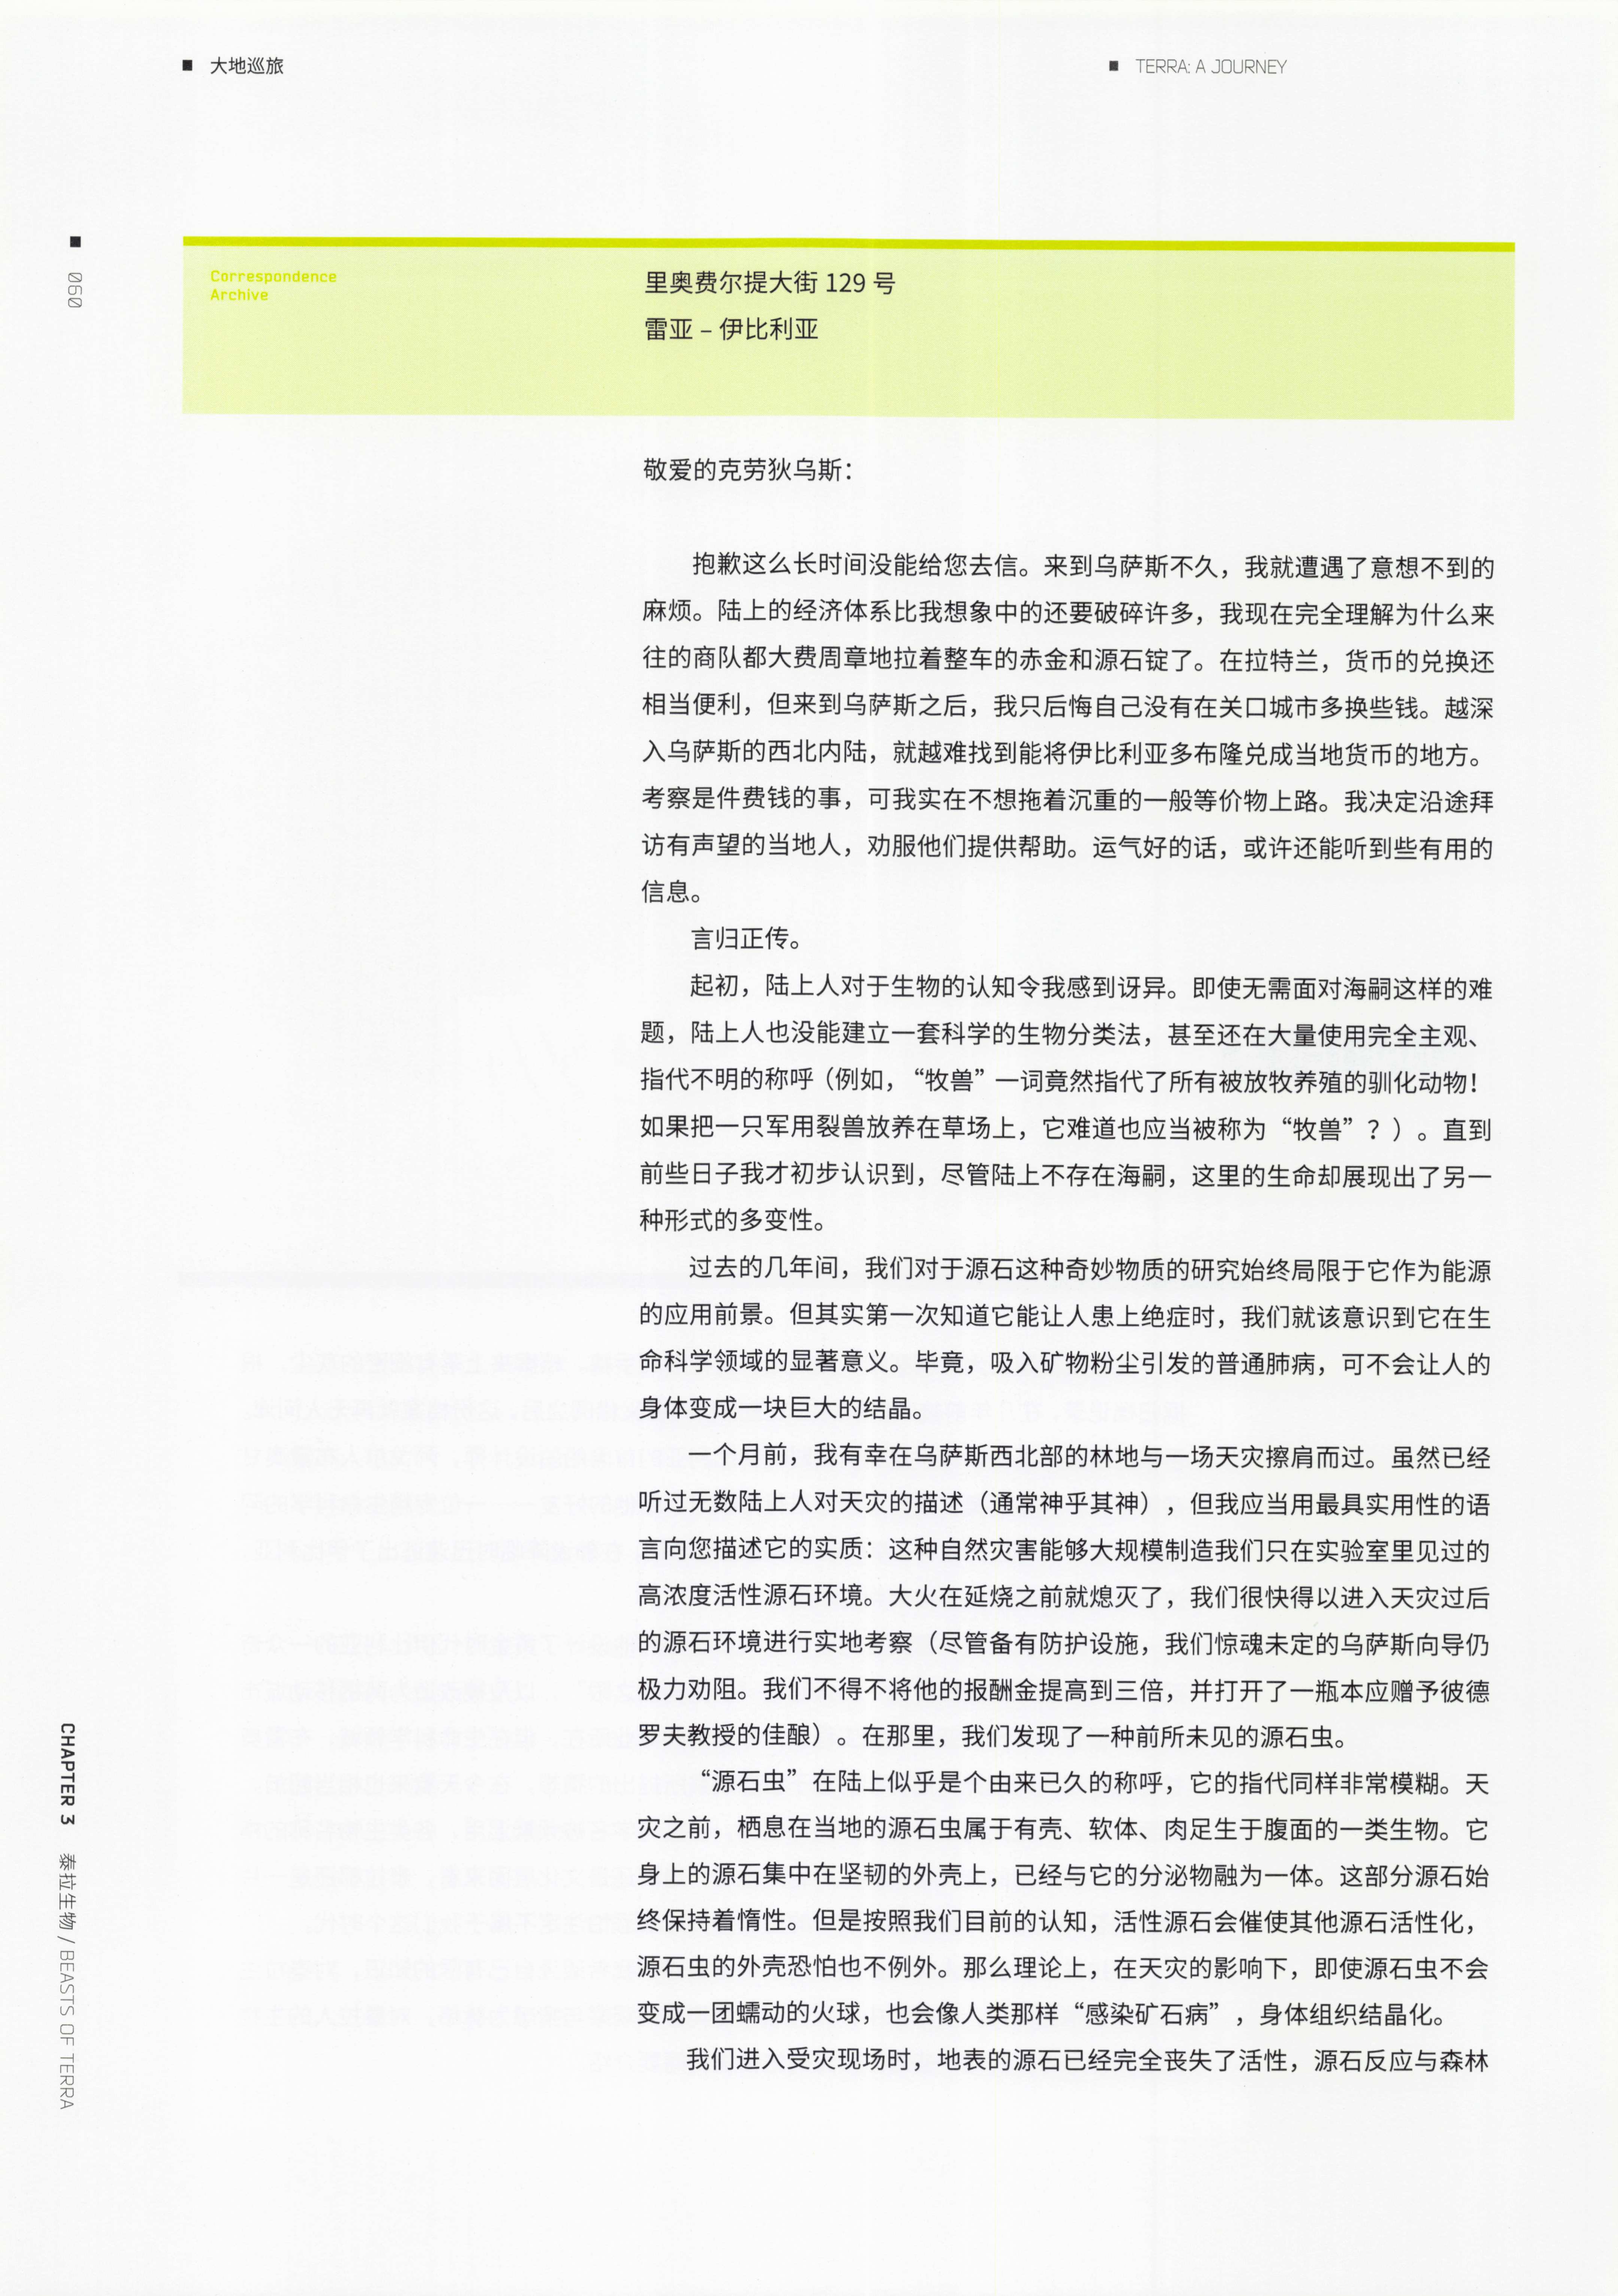 大地巡旅
TERRA: A JOURNEY
060
Correspondence
Archive
里奥费尔提大街 129 号
雷亚 – 伊比利亚
敬爱的克劳狄乌斯：
抱歉这么长时间没能给您去信。来到乌萨斯不久，我就遭遇了意想不到的
麻烦。陆上的经济体系比我想象中的还要破碎许多，我现在完全理解为什么来
往的商队都大费周章地拉着整车的赤金和源石锭了。在拉特兰，货币的兑换还
相当便利，但来到乌萨斯之后，我只后悔自己没有在关口城市多换些钱。越深
入乌萨斯的西北内陆，就越难找到能将伊比利亚多布隆兑成当地货币的地方。
考察是件费钱的事，可我实在不想拖着沉重的一般等价物上路。我决定沿途拜
访有声望的当地人，劝服他们提供帮助。运气好的话，或许还能听到些有用的
信息。
言归正传。
起初，陆上人对于生物的认知令我感到讶异。即使无需面对海嗣这样的难
题，陆上人也没能建立一套科学的生物分类法，甚至还在大量使用完全主观、
指代不明的称呼（例如，“牧兽”一词竟然指代了所有被放牧养殖的驯化动物！
如果把一只军用裂兽放养在草场上，它难道也应当被称为“牧兽”？）。直到
前些日子我才初步认识到，尽管陆上不存在海嗣，这里的生命却展现出了另一
种形式的多变性。
过去的几年间，我们对于源石这种奇妙物质的研究始终局限于它作为能源
的应用前景。但其实第一次知道它能让人患上绝症时，我们就该意识到它在生
命科学领域的显著意义。毕竟，吸入矿物粉尘引发的普通肺病，可不会让人的
身体变成一块巨大的结晶。
一个月前，我有幸在乌萨斯西北部的林地与一场天灾擦肩而过。虽然已经
听过无数陆上人对天灾的描述（通常神乎其神），但我应当用最具实用性的语
言向您描述它的实质：这种自然灾害能够大规模制造我们只在实验室里见过的
高浓度活性源石环境。大火在延烧之前就熄灭了，我们很快得以进入天灾过后
的源石环境进行实地考察（尽管备有防护设施，我们惊魂未定的乌萨斯向导仍
极力劝阻。我们不得不将他的报酬金提高到三倍，并打开了一瓶本应赠予彼德
罗夫教授的佳酿）。在那里，我们发现了一种前所未见的源石虫。
“源石虫”在陆上似乎是个由来已久的称呼，它的指代同样非常模糊。天
灾之前，栖息在当地的源石虫属于有壳、软体、肉足生于腹面的一类生物。它
身上的源石集中在坚韧的外壳上，已经与它的分泌物融为一体。这部分源石始
终保持着惰性。但是按照我们目前的认知，活性源石会催使其他源石活性化，
源石虫的外壳恐怕也不例外。那么理论上，在天灾的影响下，即使源石虫不会
变成一团蠕动的火球，也会像人类那样“感染矿石病”，身体组织结晶化。
我们进入受灾现场时，地表的源石已经完全丧失了活性，源石反应与森林
CHAPTER 3 泰拉生物 / BEASTS OF TERRA